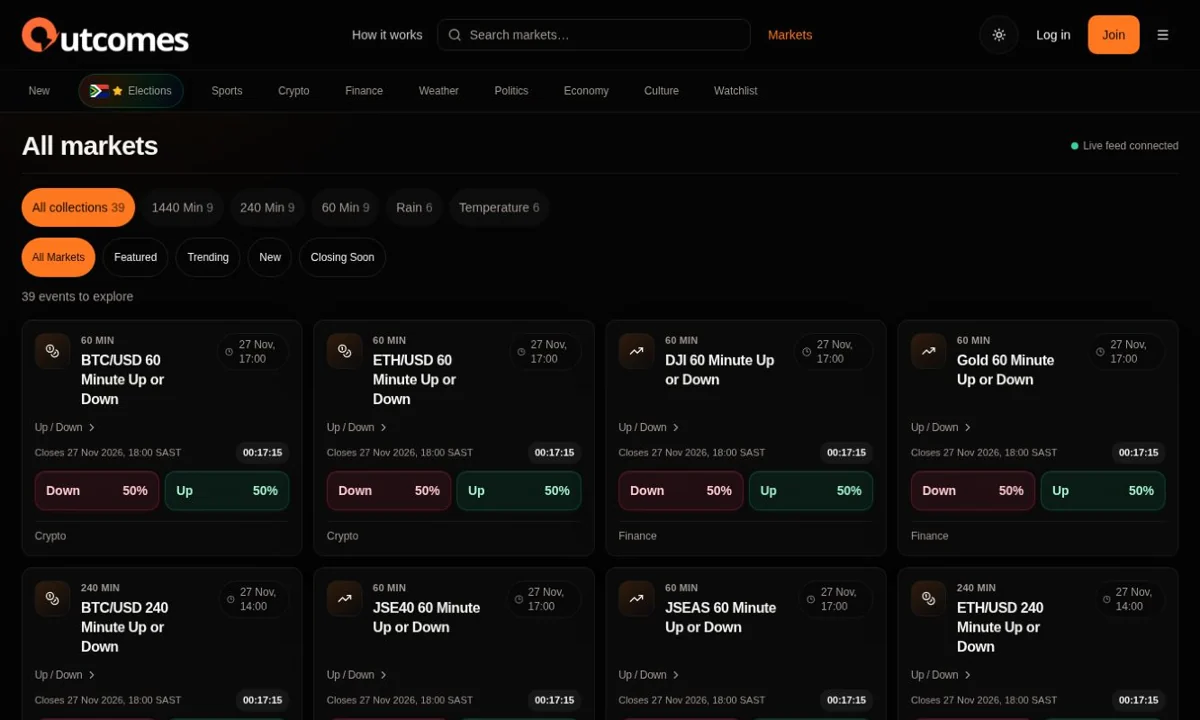 Outcomes
How it works
Search markets...
Markets
Log in
Join
New
Elections
Sports
Crypto
Finance
Weather
Politics
Economy
Culture
Watchlist
All markets
Live feed connected
All collections 39
1440 Min 9
240 Min 9
60 Min 9
Rain 6
Temperature 6
All Markets
Featured
Trending
New
Closing Soon
39 events to explore
60 MIN
BTC/USD 60
Minute Up or
Down
27 Nov,
17:00
Up / Down
Closes 27 Nov 2026, 18:00 SAST
00:17:15
Down 50%
Up 50%
Crypto
60 MIN
ETH/USD 60
Minute Up or
Down
27 Nov,
17:00
Up / Down
Closes 27 Nov 2026, 18:00 SAST
00:17:15
Down 50%
Up 50%
Crypto
60 MIN
DJI 60 Minute Up
or Down
27 Nov,
17:00
Up / Down
Closes 27 Nov 2026, 18:00 SAST
00:17:15
Down 50%
Up 50%
Finance
60 MIN
Gold 60 Minute
Up or Down
27 Nov,
17:00
Up / Down
Closes 27 Nov 2026, 18:00 SAST
00:17:15
Down 50%
Up 50%
Finance
240 MIN
BTC/USD 240
Minute Up or
Down
27 Nov,
14:00
Up / Down
Closes 27 Nov 2026, 18:00 SAST
00:17:15
60 MIN
JSE40 60 Minute
Up or Down
27 Nov,
17:00
Up / Down
Closes 27 Nov 2026, 18:00 SAST
00:17:15
60 MIN
JSEAS 60 Minute
Up or Down
27 Nov,
17:00
Up / Down
Closes 27 Nov 2026, 18:00 SAST
00:17:15
240 MIN
ETH/USD 240
Minute Up or
Down
27 Nov,
14:00
Up / Down
Closes 27 Nov 2026, 18:00 SAST
00:17:15